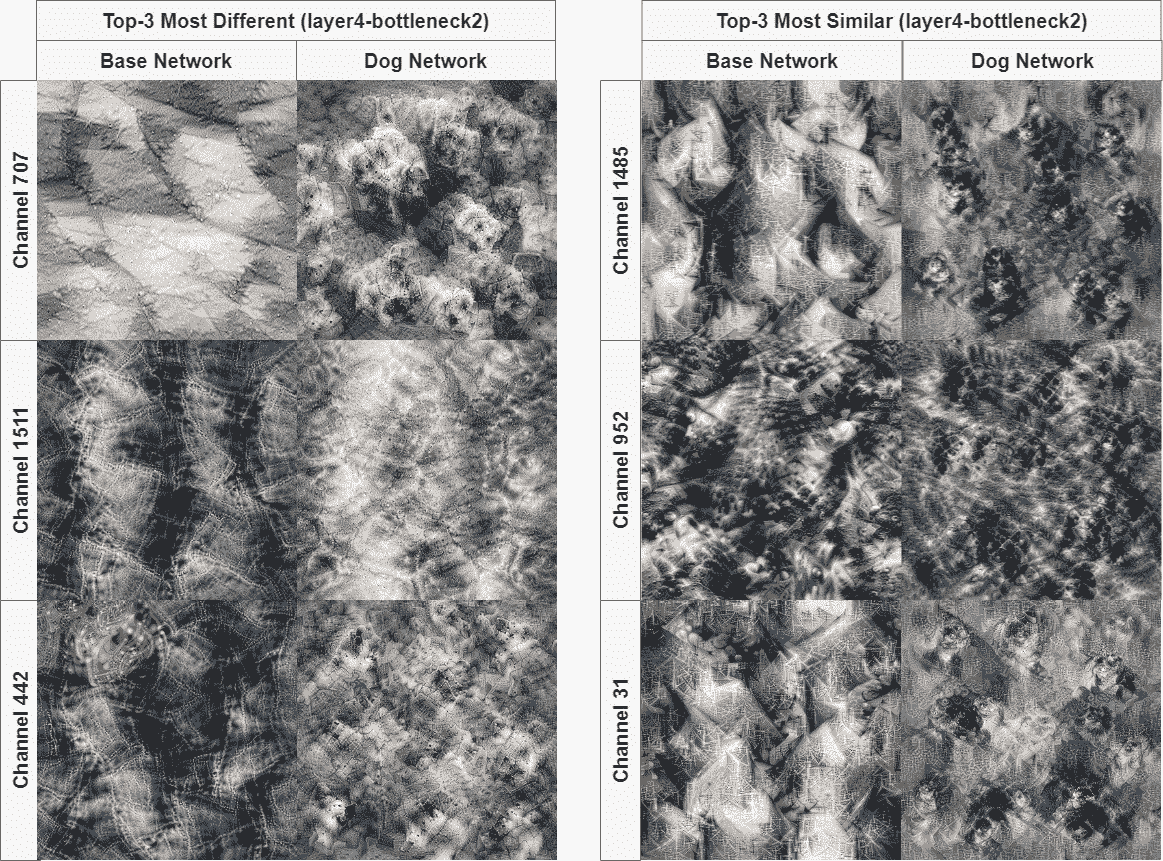 Top-3 Most Different (layer4-bottleneck2)
Base Network
Dog Network
Channel 707
Channel 1511
Channel 442
Top-3 Most Similar (layer4-bottleneck2)
Base Network
Dog Network
Channel 1485
Channel 952
Channel 31